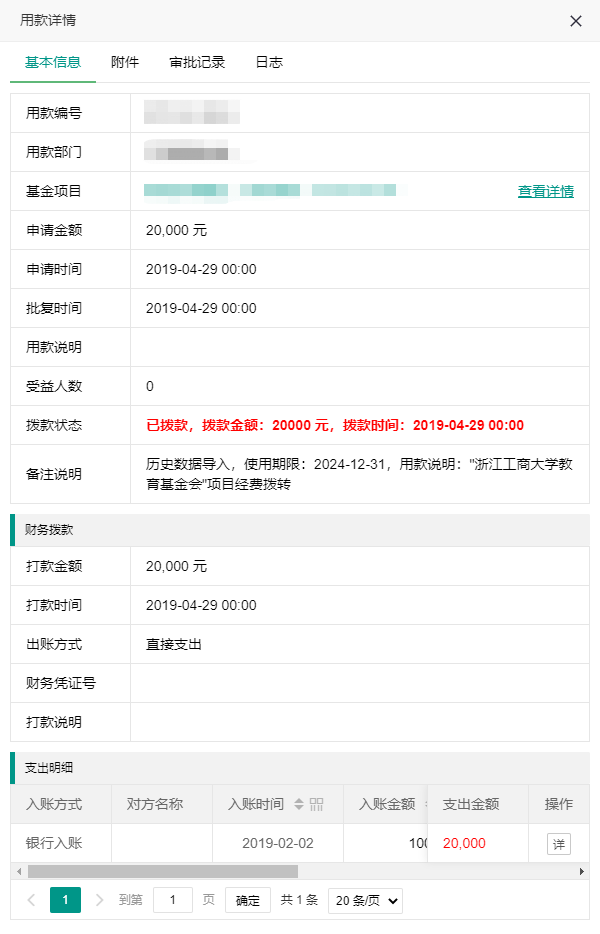 用款详情
基本信息 附件 审批记录 日志
用款编号
用款部门
基金项目 查看详情
申请金额 20,000 元
申请时间 2019-04-29 00:00
批复时间 2019-04-29 00:00
用款说明
受益人数 0
拨款状态 已拨款，拨款金额：20000 元，拨款时间：2019-04-29 00:00
备注说明 历史数据导入，使用期限：2024-12-31，用款说明："浙江工商大学教
育基金会"项目经费拨转
财务拨款
打款金额 20,000 元
打款时间 2019-04-29 00:00
出账方式 直接支出
财务凭证号
打款说明
支出明细
入账方式 对方名称 入账时间 入账金额 支出金额 操作
银行入账 2019-02-02 20,000 详
1 到第 1 页 确定 共 1 条 20 条/页